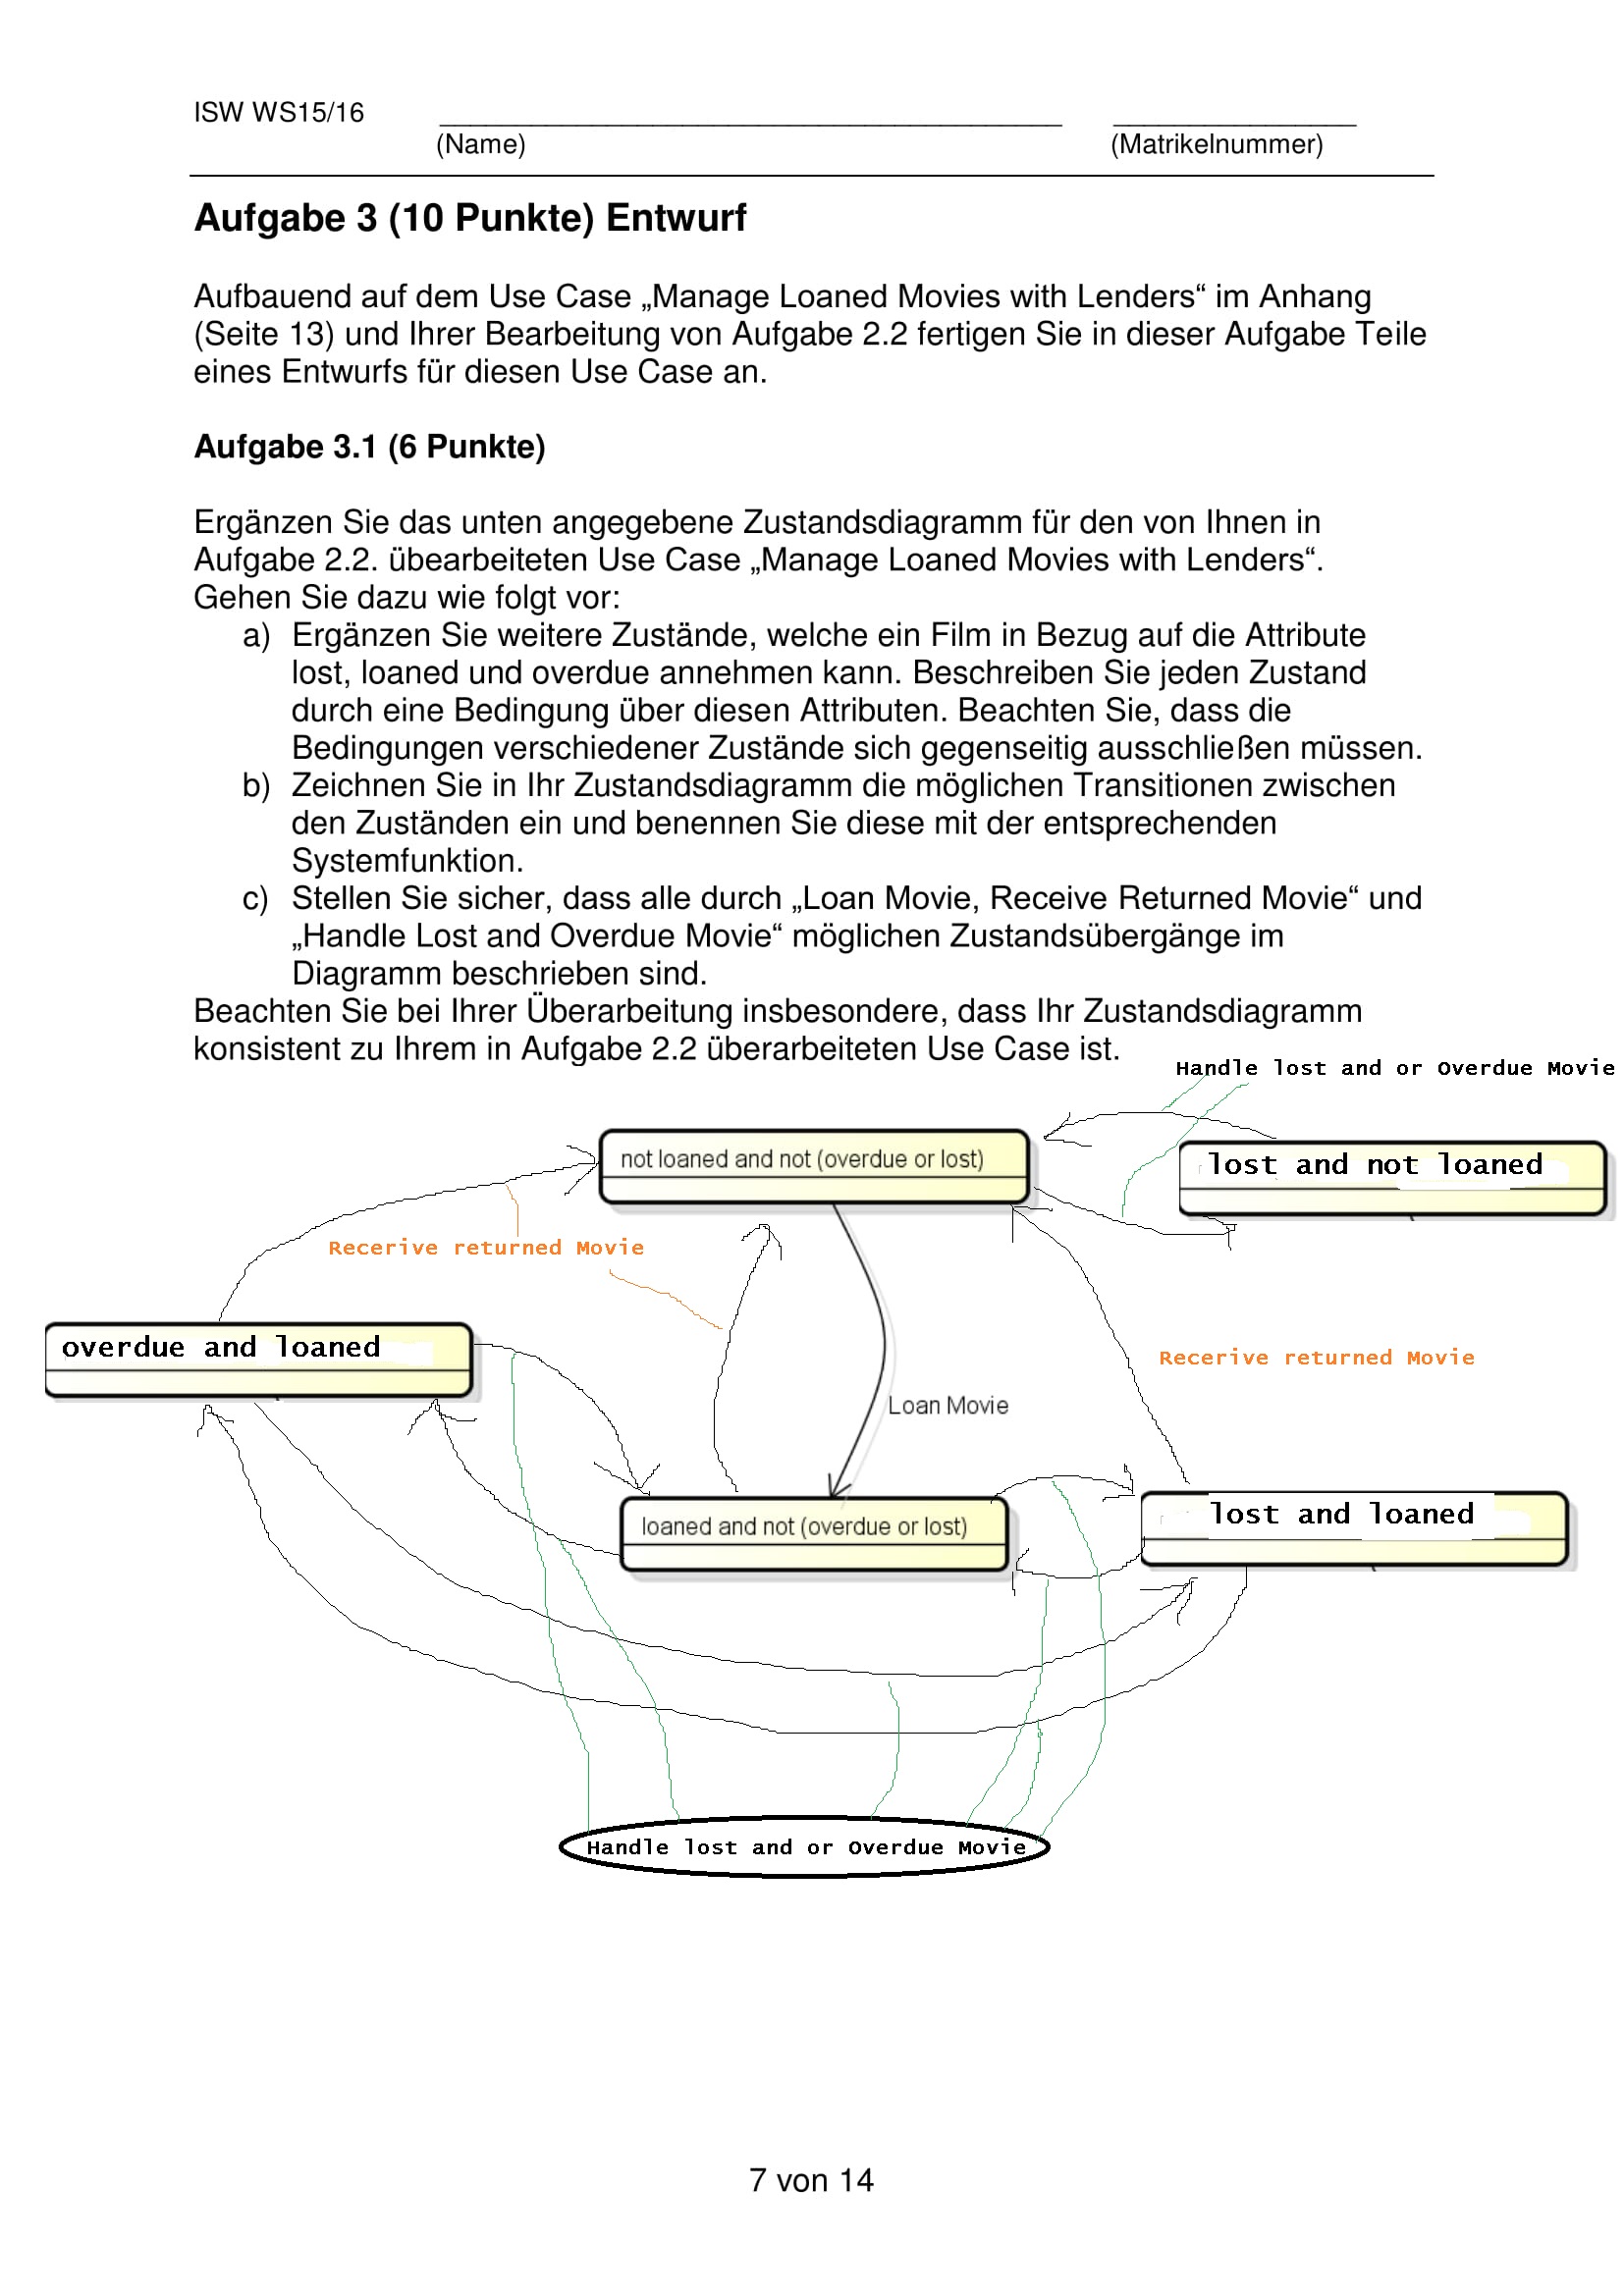 ISW WS15/16
(Name) (Matrikelnummer)
Aufgabe 3 (10 Punkte) Entwurf
Aufbauend auf dem Use Case „Manage Loaned Movies with Lenders“ im Anhang
(Seite 13) und Ihrer Bearbeitung von Aufgabe 2.2 fertigen Sie in dieser Aufgabe Teile
eines Entwurfs für diesen Use Case an.
Aufgabe 3.1 (6 Punkte)
Ergänzen Sie das unten angegebene Zustandsdiagramm für den von Ihnen in
Aufgabe 2.2. übearbeiteten Use Case „Manage Loaned Movies with Lenders“.
Gehen Sie dazu wie folgt vor:
a) Ergänzen Sie weitere Zustände, welche ein Film in Bezug auf die Attribute
lost, loaned und overdue annehmen kann. Beschreiben Sie jeden Zustand
durch eine Bedingung über diesen Attributen. Beachten Sie, dass die
Bedingungen verschiedener Zustände sich gegenseitig ausschließen müssen.
b) Zeichnen Sie in Ihr Zustandsdiagramm die möglichen Transitionen zwischen
den Zuständen ein und benennen Sie diese mit der entsprechenden
Systemfunktion.
c) Stellen Sie sicher, dass alle durch „Loan Movie, Receive Returned Movie“ und
„Handle Lost and Overdue Movie“ möglichen Zustandsübergänge im
Diagramm beschrieben sind.
Beachten Sie bei Ihrer Überarbeitung insbesondere, dass Ihr Zustandsdiagramm
konsistent zu Ihrem in Aufgabe 2.2 überarbeiteten Use Case ist.
Handle lost and or Overdue Movie
not loaned and not (overdue or lost)
lost and not loaned
Recerive returned Movie
overdue and loaned
Recerive returned Movie
Loan Movie
loaned and not (overdue or lost)
lost and loaned
Handle lost and or Overdue Movie
7 von 14